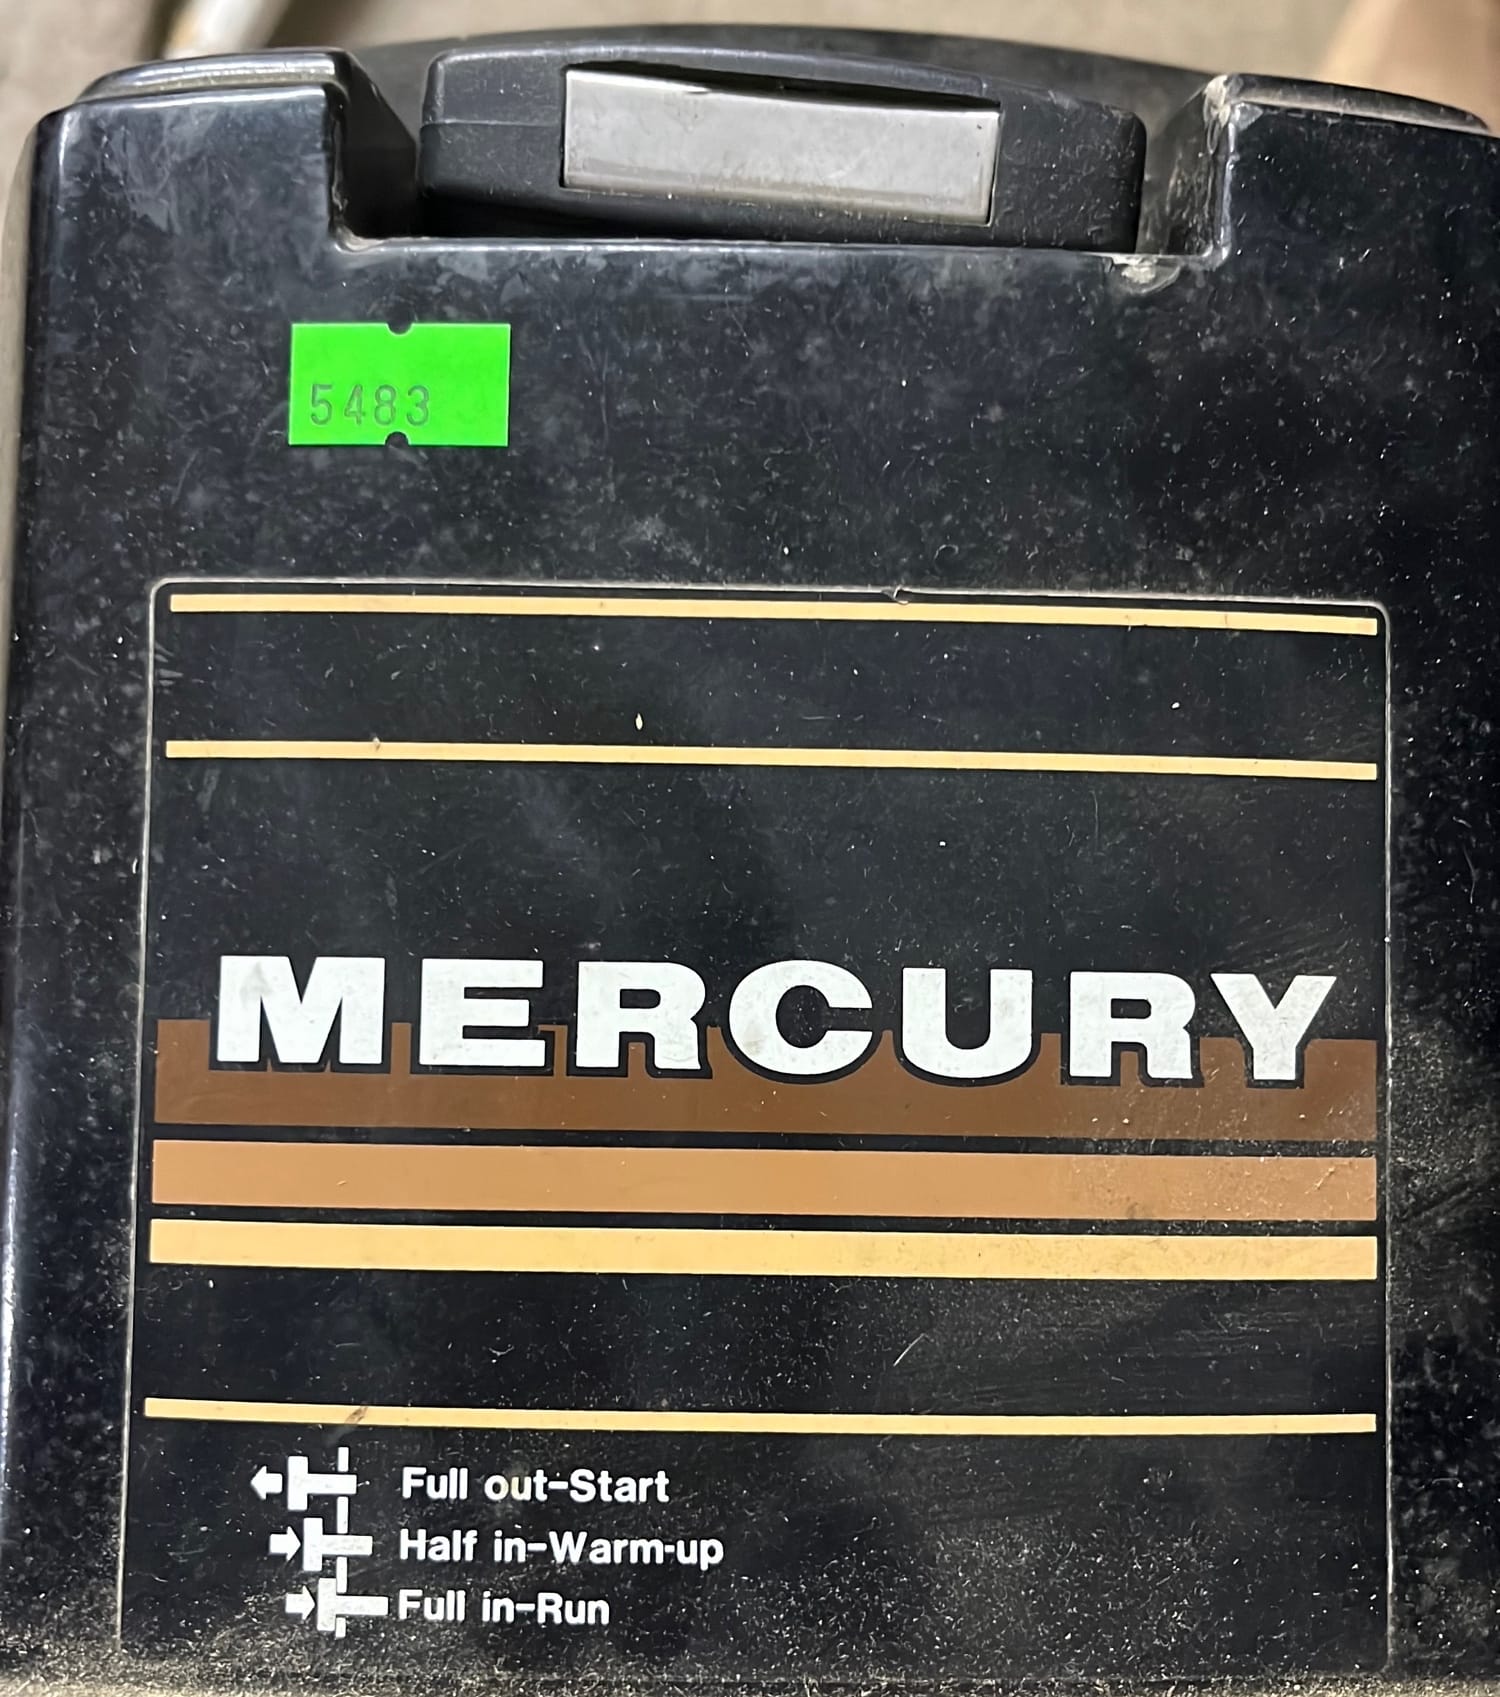 5483
MERCURY
Full out-Start
Half in-Warm-up
Full in-Run